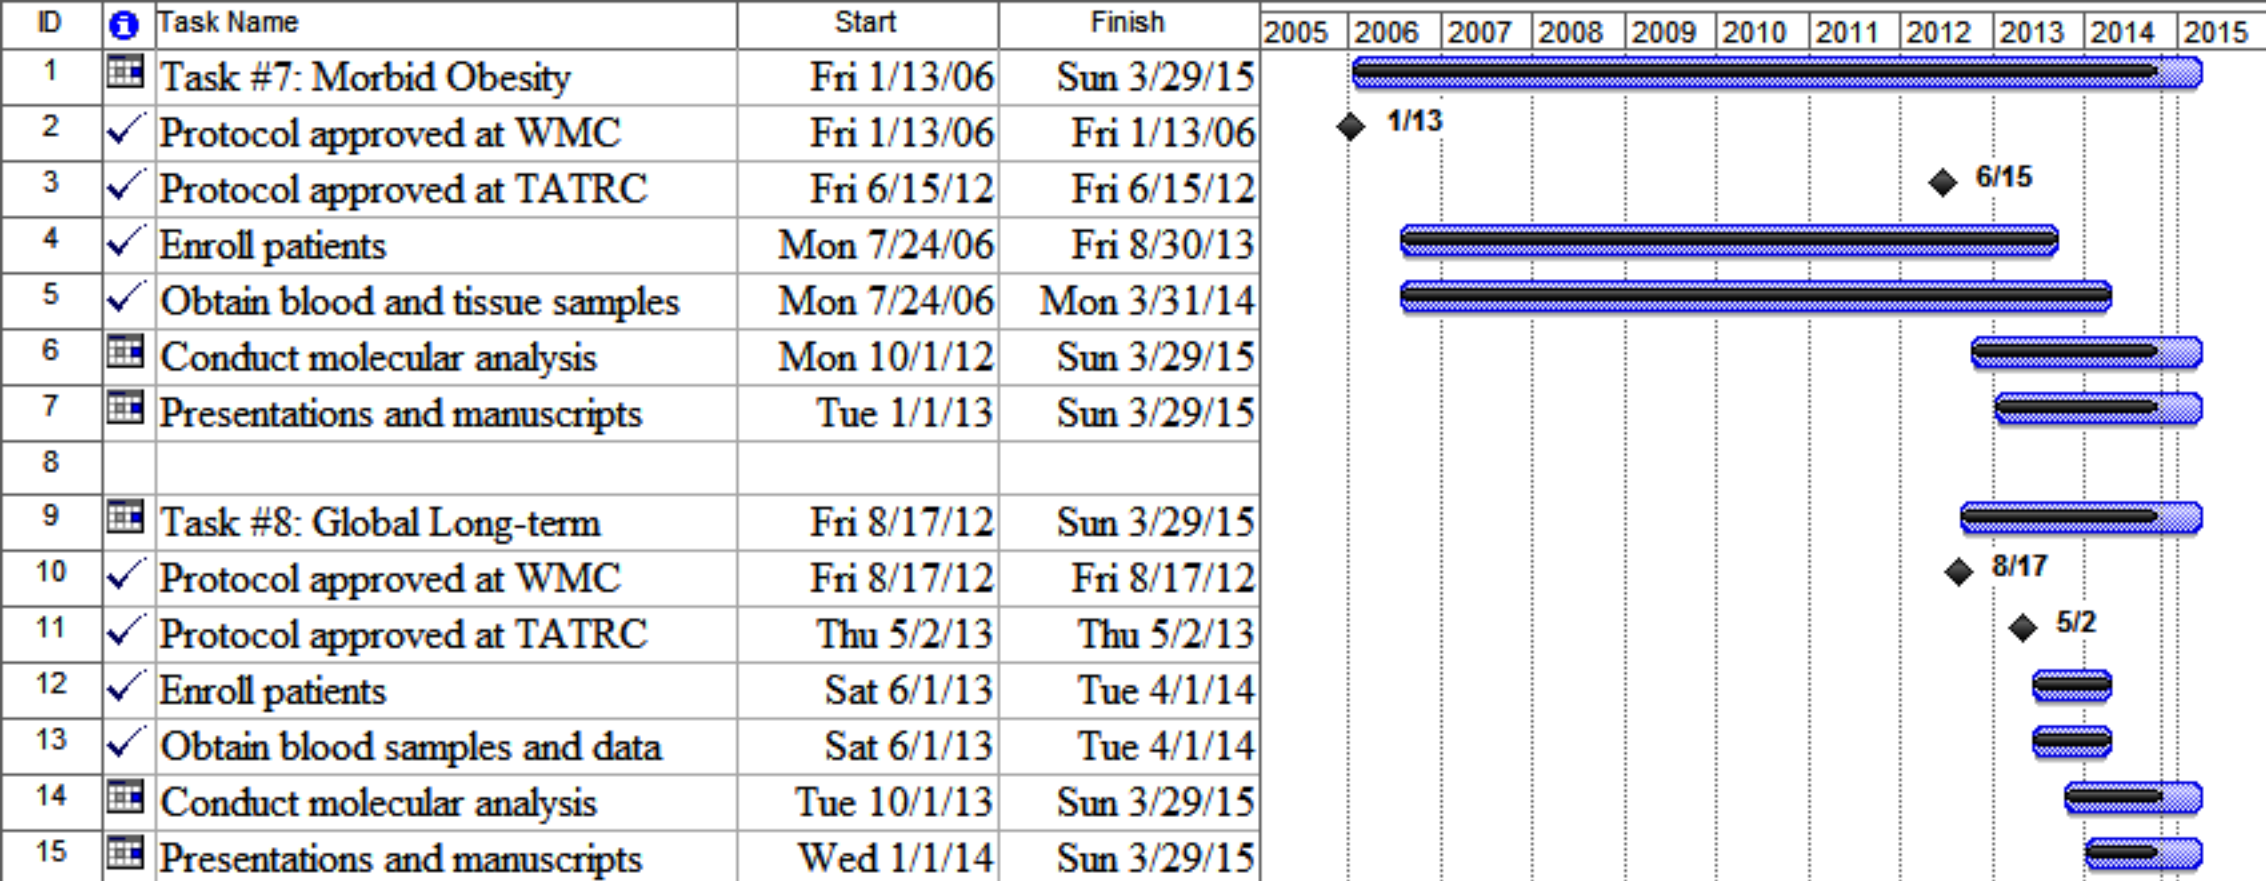 ID Task Name Start Finish 2005 2006 2007 2008 2009 2010 2011 2012 2013 2014 2015
1 Task #7: Morbid Obesity Fri 1/13/06 Sun 3/29/15
2 Protocol approved at WMC Fri 1/13/06 Fri 1/13/06 1/13
3 Protocol approved at TATRC Fri 6/15/12 Fri 6/15/12 6/15
4 Enroll patients Mon 7/24/06 Fri 8/30/13
5 Obtain blood and tissue samples Mon 7/24/06 Mon 3/31/14
6 Conduct molecular analysis Mon 10/1/12 Sun 3/29/15
7 Presentations and manuscripts Tue 1/1/13 Sun 3/29/15
8
9 Task #8: Global Long-term Fri 8/17/12 Sun 3/29/15
10 Protocol approved at WMC Fri 8/17/12 Fri 8/17/12 8/17
11 Protocol approved at TATRC Thu 5/2/13 Thu 5/2/13 5/2
12 Enroll patients Sat 6/1/13 Tue 4/1/14
13 Obtain blood samples and data Sat 6/1/13 Tue 4/1/14
14 Conduct molecular analysis Tue 10/1/13 Sun 3/29/15
15 Presentations and manuscripts Wed 1/1/14 Sun 3/29/15